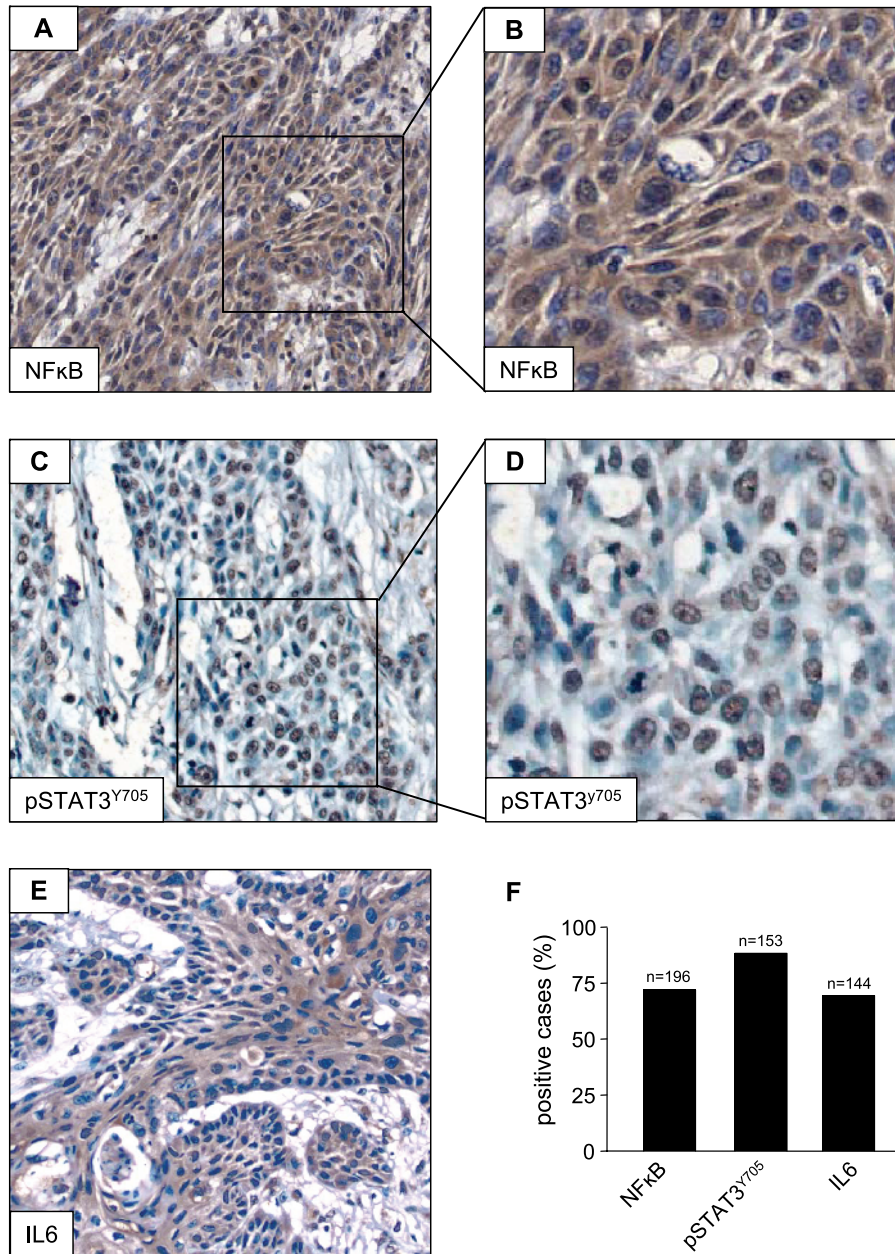 A
B
NFκB
NFκB
C
D
pSTAT3Y705
pSTAT3y705
E
IL6
F
positive cases (%)
100
75
50
25
0
n=196
n=153
n=144
NFκB
pSTAT3Y705
IL6